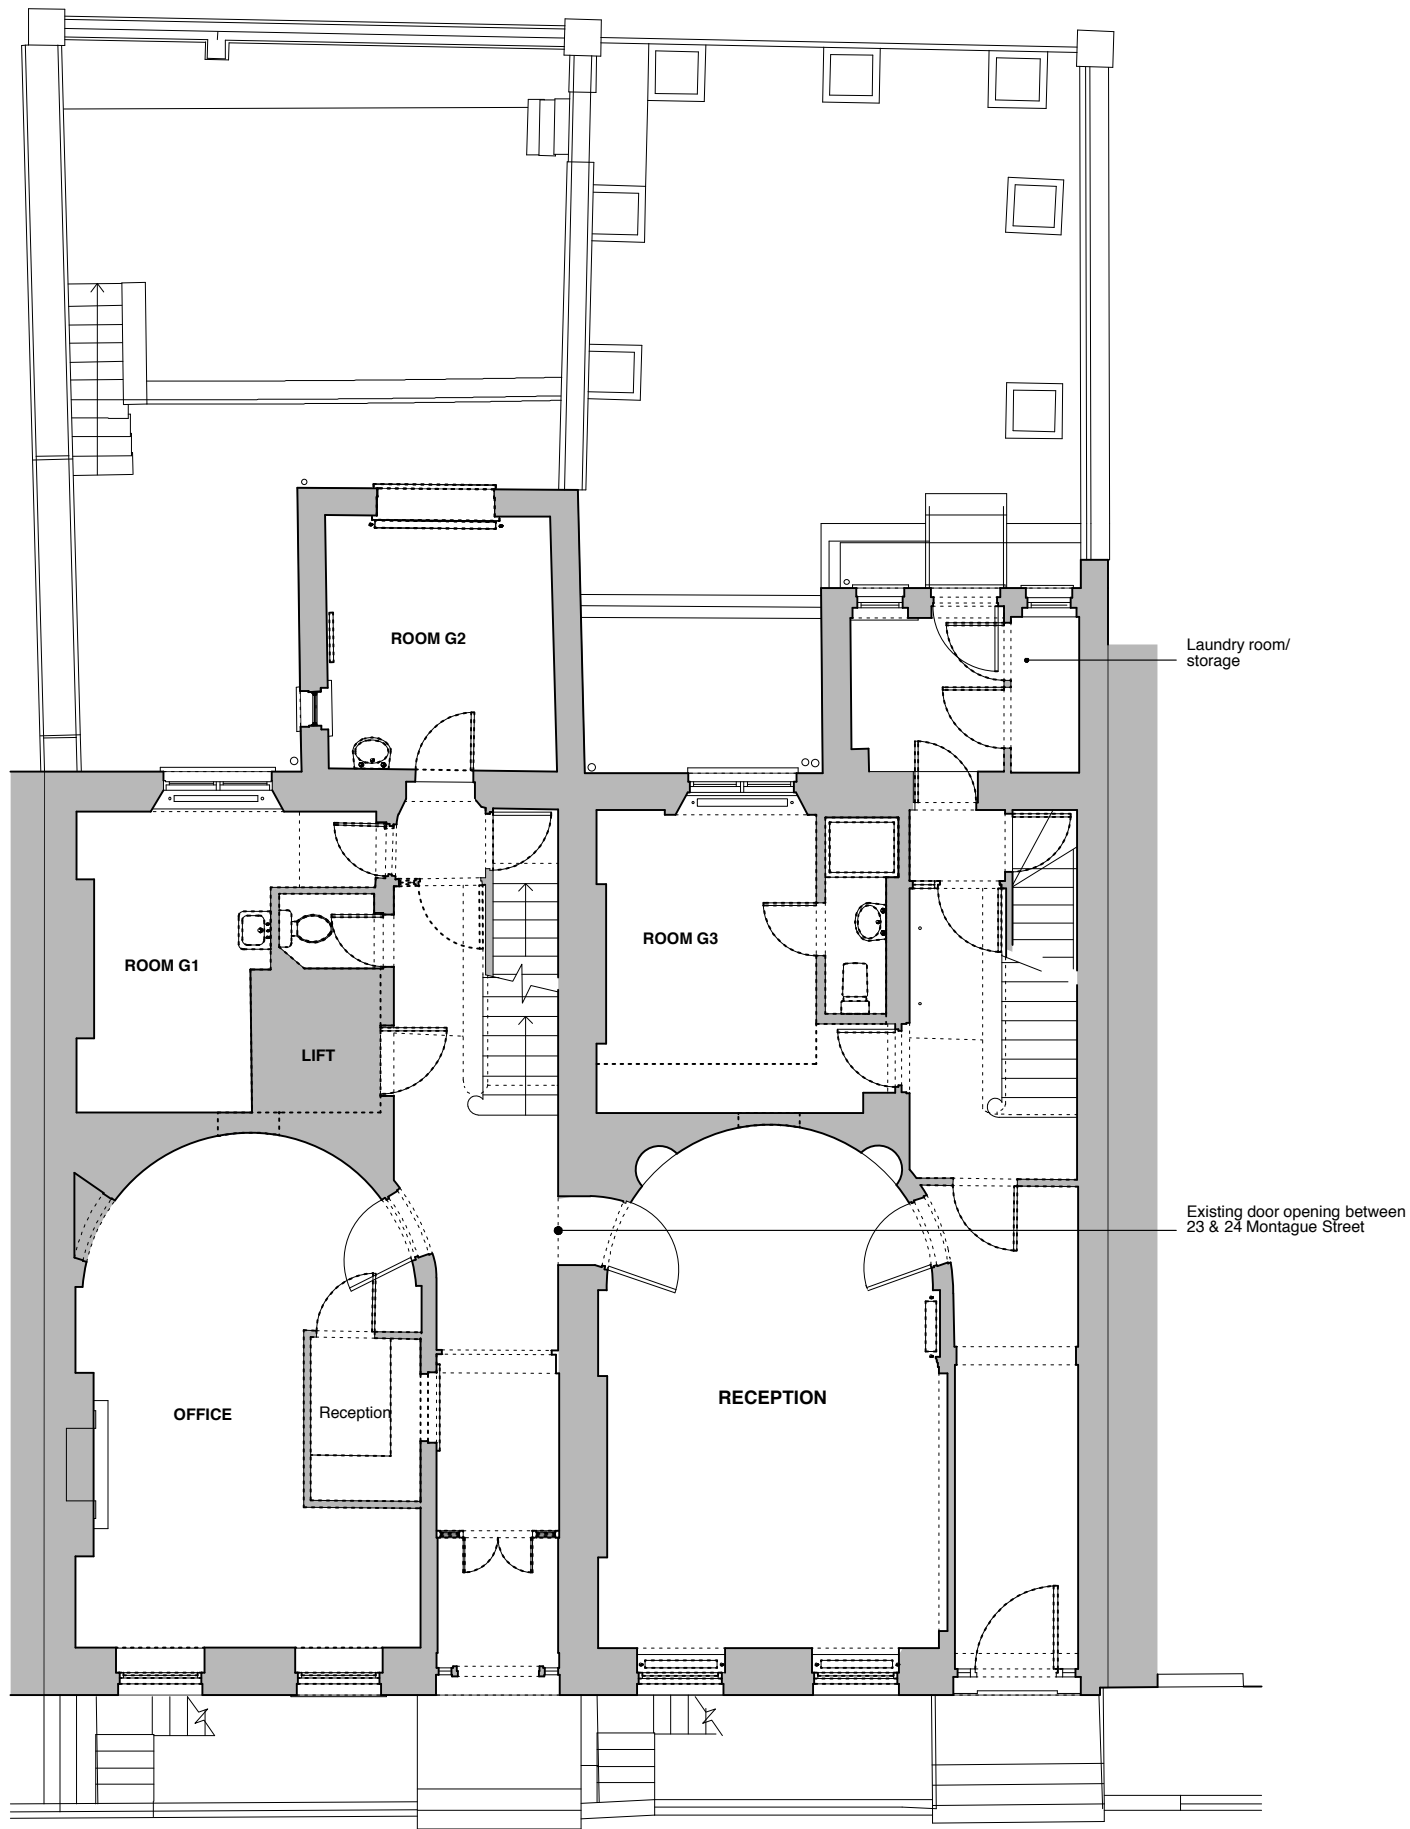 ROOM G2
Laundry room/
storage
ROOM G3
ROOM G1
LIFT
Existing door opening between
23 & 24 Montague Street
RECEPTION
OFFICE
Reception